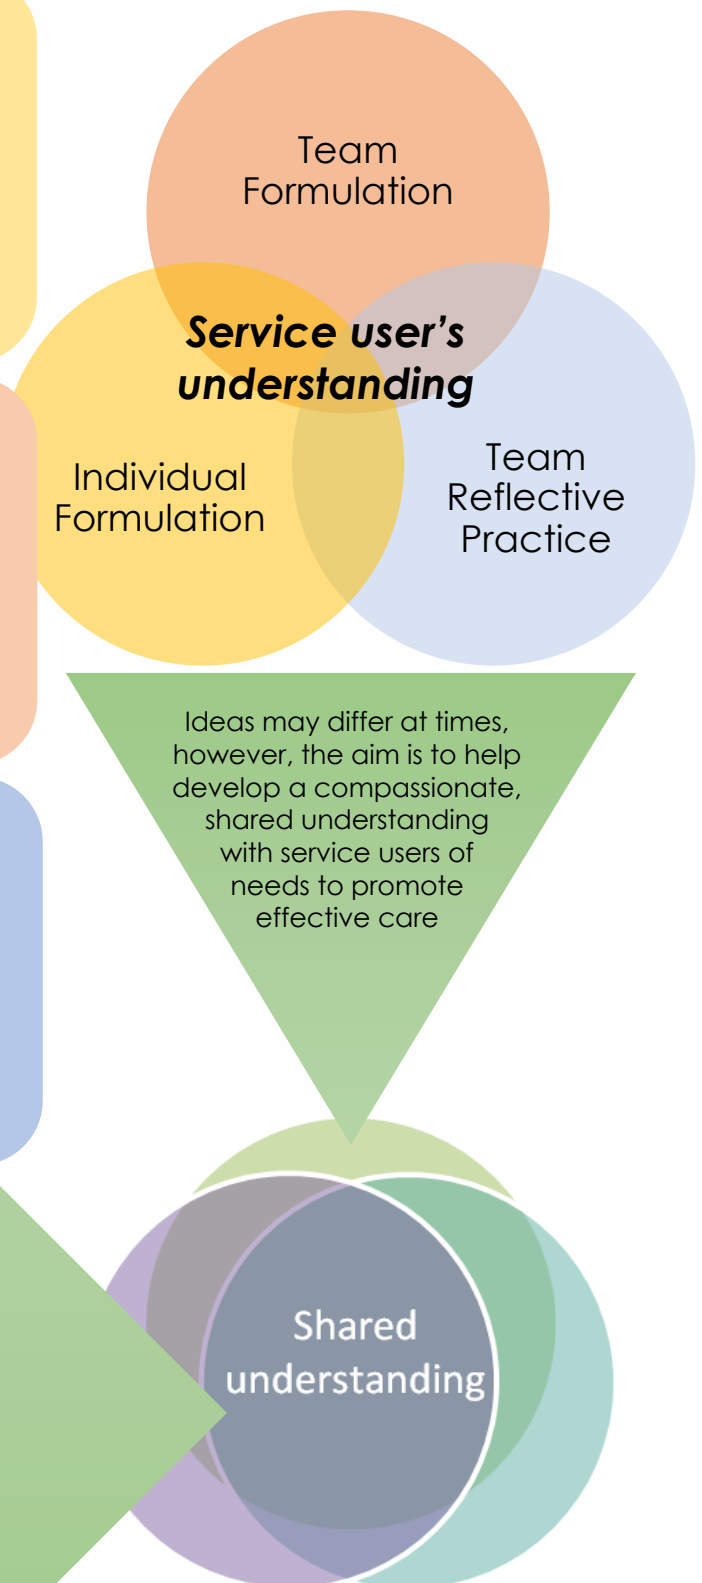 Team
Formulation
Service user’s
understanding
Individual
Formulation
Team
Reflective
Practice
Ideas may differ at times,
however, the aim is to help
develop a compassionate,
shared understanding
with service users of
needs to promote
effective care
Shared
understanding